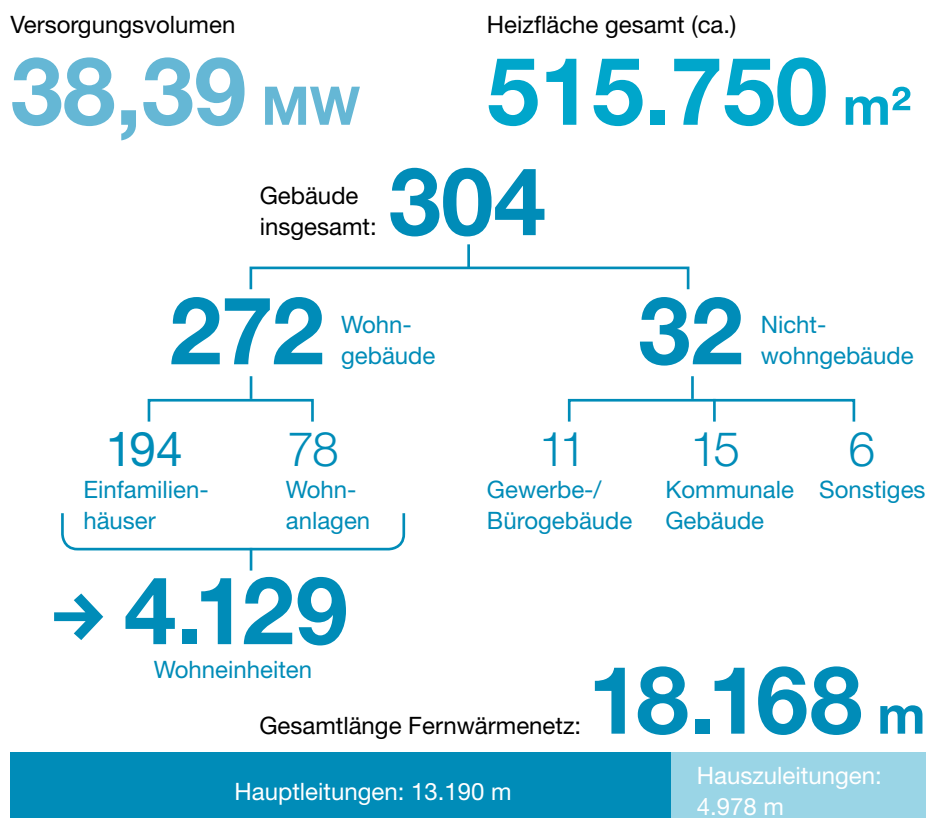 Versorgungsvolumen
38,39 MW
Heizfläche gesamt (ca.)
515.750 m²
Gebäude
insgesamt: 304
272 Wohn-
gebäude
32 Nicht-
wohngebäude
194
Einfamilien-
häuser
78
Wohn-
anlagen
11
Gewerbe-/
Bürogebäude
15
Kommunale
Gebäude
6
Sonstiges
→ 4.129
Wohneinheiten
Gesamtlänge Fernwärmenetz: 18.168 m
Hauptleitungen: 13.190 m
Hauszuleitungen:
4.978 m